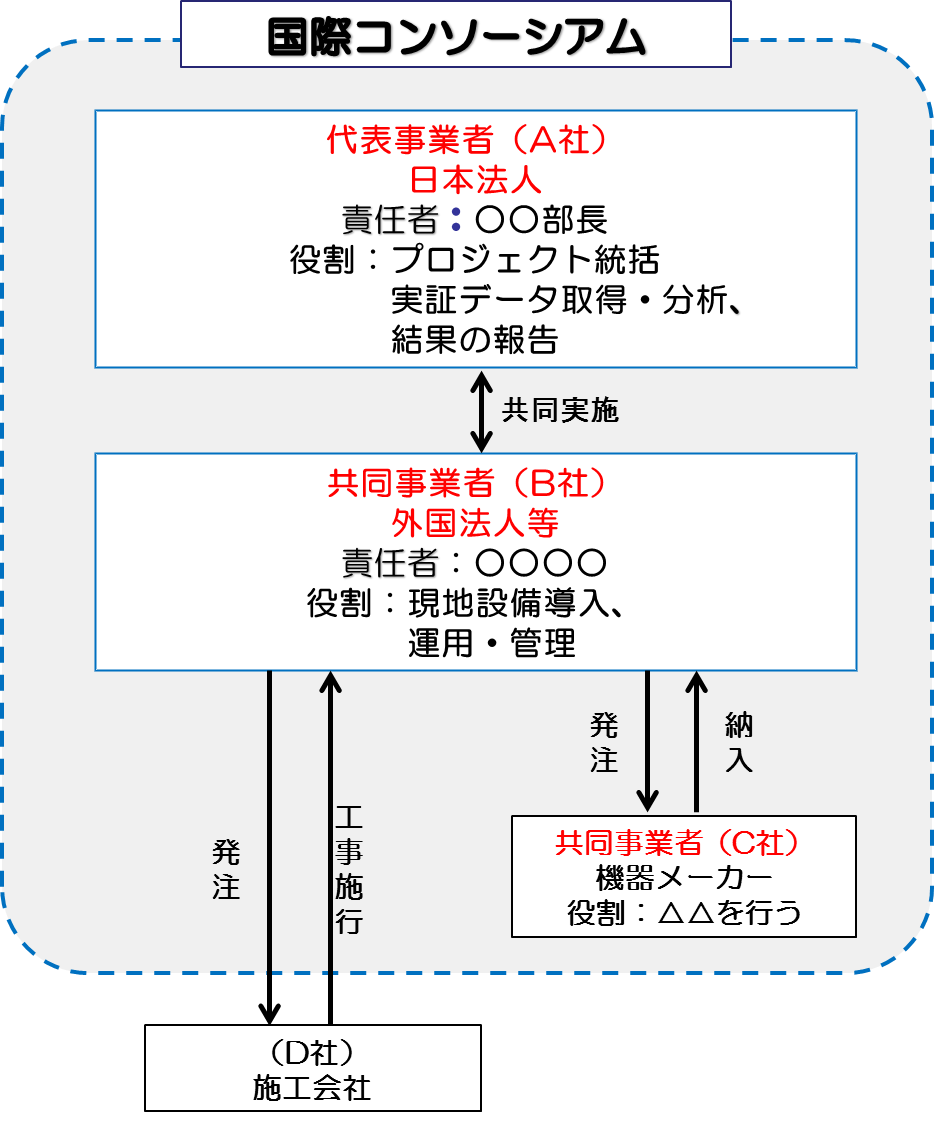 国際コンソーシアム
代表事業者（A社）
日本法人
責任者：〇〇部長
役割：プロジェクト統括
実証データ取得・分析、
結果の報告
共同実施
共同事業者（B社）
外国法人等
責任者：〇〇〇〇
役割：現地設備導入、
運用・管理
発注
納入
発注
工事施行
共同事業者（C社）
機器メーカー
役割：△△を行う
（D社）
施工会社